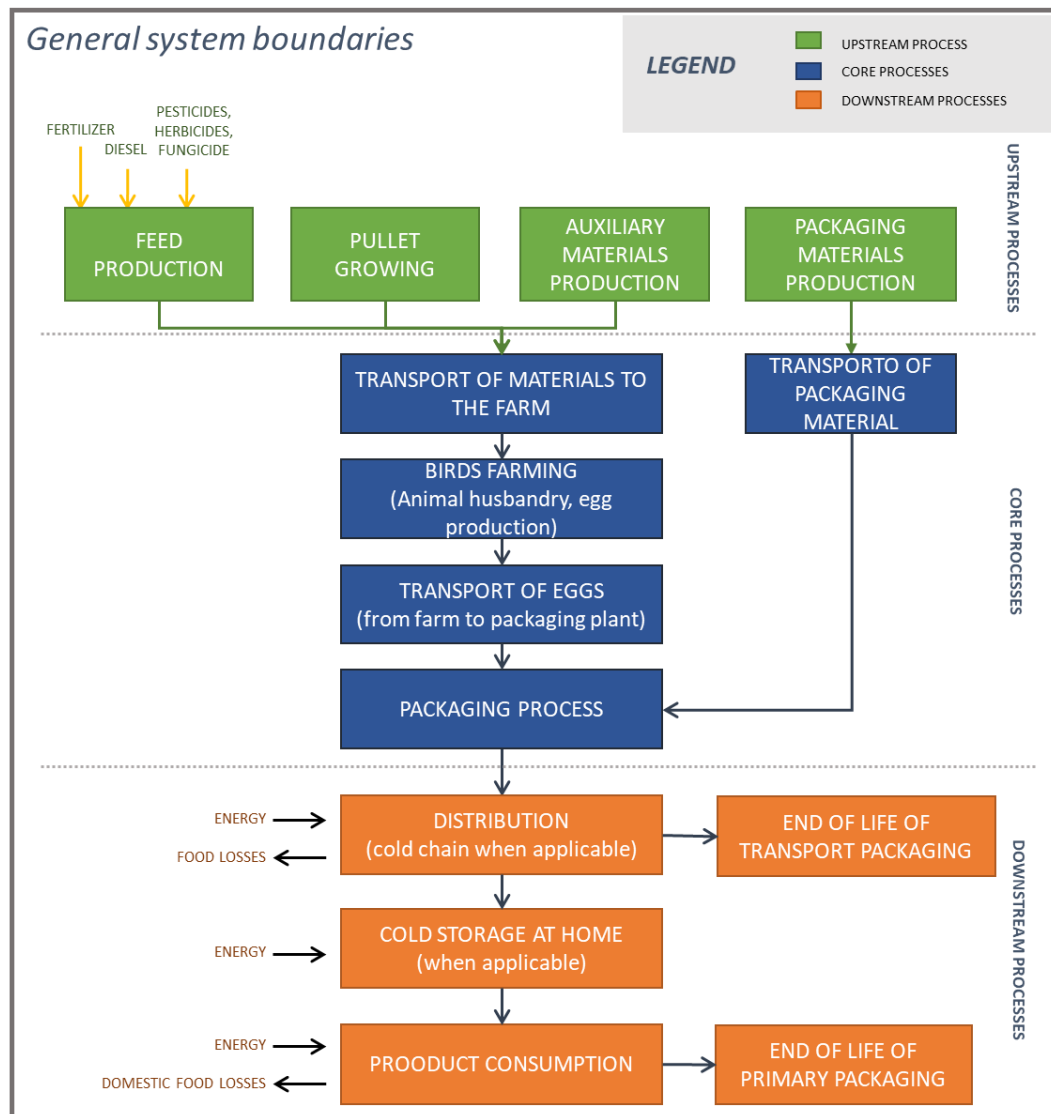 General system boundaries
LEGEND
UPSTREAM PROCESS
CORE PROCESSES
DOWNSTREAM PROCESSES
FERTILIZER
DIESEL
PESTICIDES,
HERBICIDES,
FUNGICIDE
UPSTREAM PROCESSES
FEED
PRODUCTION
PULLET
GROWING
AUXILIARY
MATERIALS
PRODUCTION
PACKAGING
MATERIALS
PRODUCTION
TRANSPORT OF MATERIALS TO
THE FARM
TRANSPORTO OF
PACKAGING
MATERIAL
BIRDS FARMING
(Animal husbandry, egg
production)
CORE PROCESSES
TRANSPORT OF EGGS
(from farm to packaging plant)
PACKAGING PROCESS
ENERGY
FOOD LOSSES
DISTRIBUTION
(cold chain when applicable)
END OF LIFE OF
TRANSPORT PACKAGING
DOWNSTREAM PROCESSES
ENERGY
COLD STORAGE AT HOME
(when applicable)
ENERGY
DOMESTIC FOOD LOSSES
PROODUCT CONSUMPTION
END OF LIFE OF
PRIMARY PACKAGING